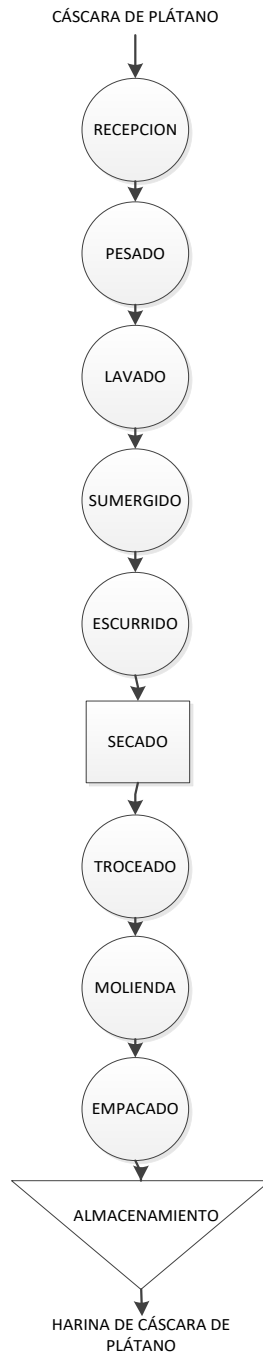 CÁSCARA DE PLÁTANO
RECEPCION
PESADO
LAVADO
SUMERGIDO
ESCURRIDO
SECADO
TROCEADO
MOLIENDA
EMPACADO
ALMACENAMIENTO
HARINA DE CÁSCARA DE
PLÁTANO